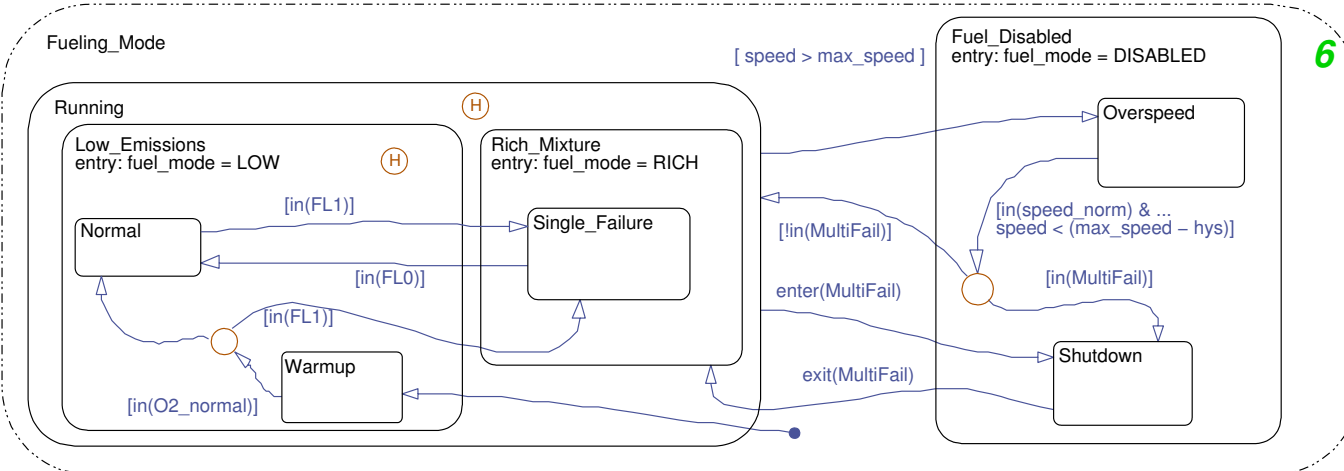 Fueling_Mode
[ speed > max_speed ]
Fuel_Disabled
entry: fuel_mode = DISABLED
6
Running
H
Overspeed
Low_Emissions
entry: fuel_mode = LOW
H
Rich_Mixture
entry: fuel_mode = RICH
[in(FL1)]
Normal
Single_Failure
[!in(MultiFail)]
[in(speed_norm) & ...
speed < (max_speed − hys)]
[in(FL0)]
[in(MultiFail)]
enter(MultiFail)
[in(FL1)]
Warmup
Shutdown
exit(MultiFail)
[in(O2_normal)]